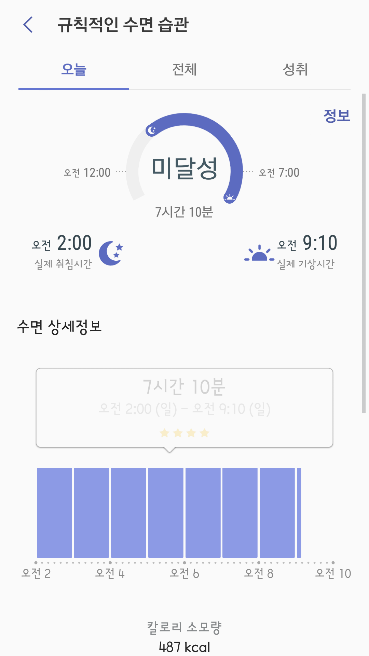 규칙적인 수면 습관
오늘 전체 성취
정보
미달성
오전 12:00 오전 7:00
7시간 10분
오전 2:00 오전 9:10
실제 취침시간 실제 기상시간
수면 상세정보
7시간 10분
오전 2:00 (일) - 오전 9:10 (일)
오전 2 오전 4 오전 6 오전 8 오전 10
칼로리 소모량
487 kcal